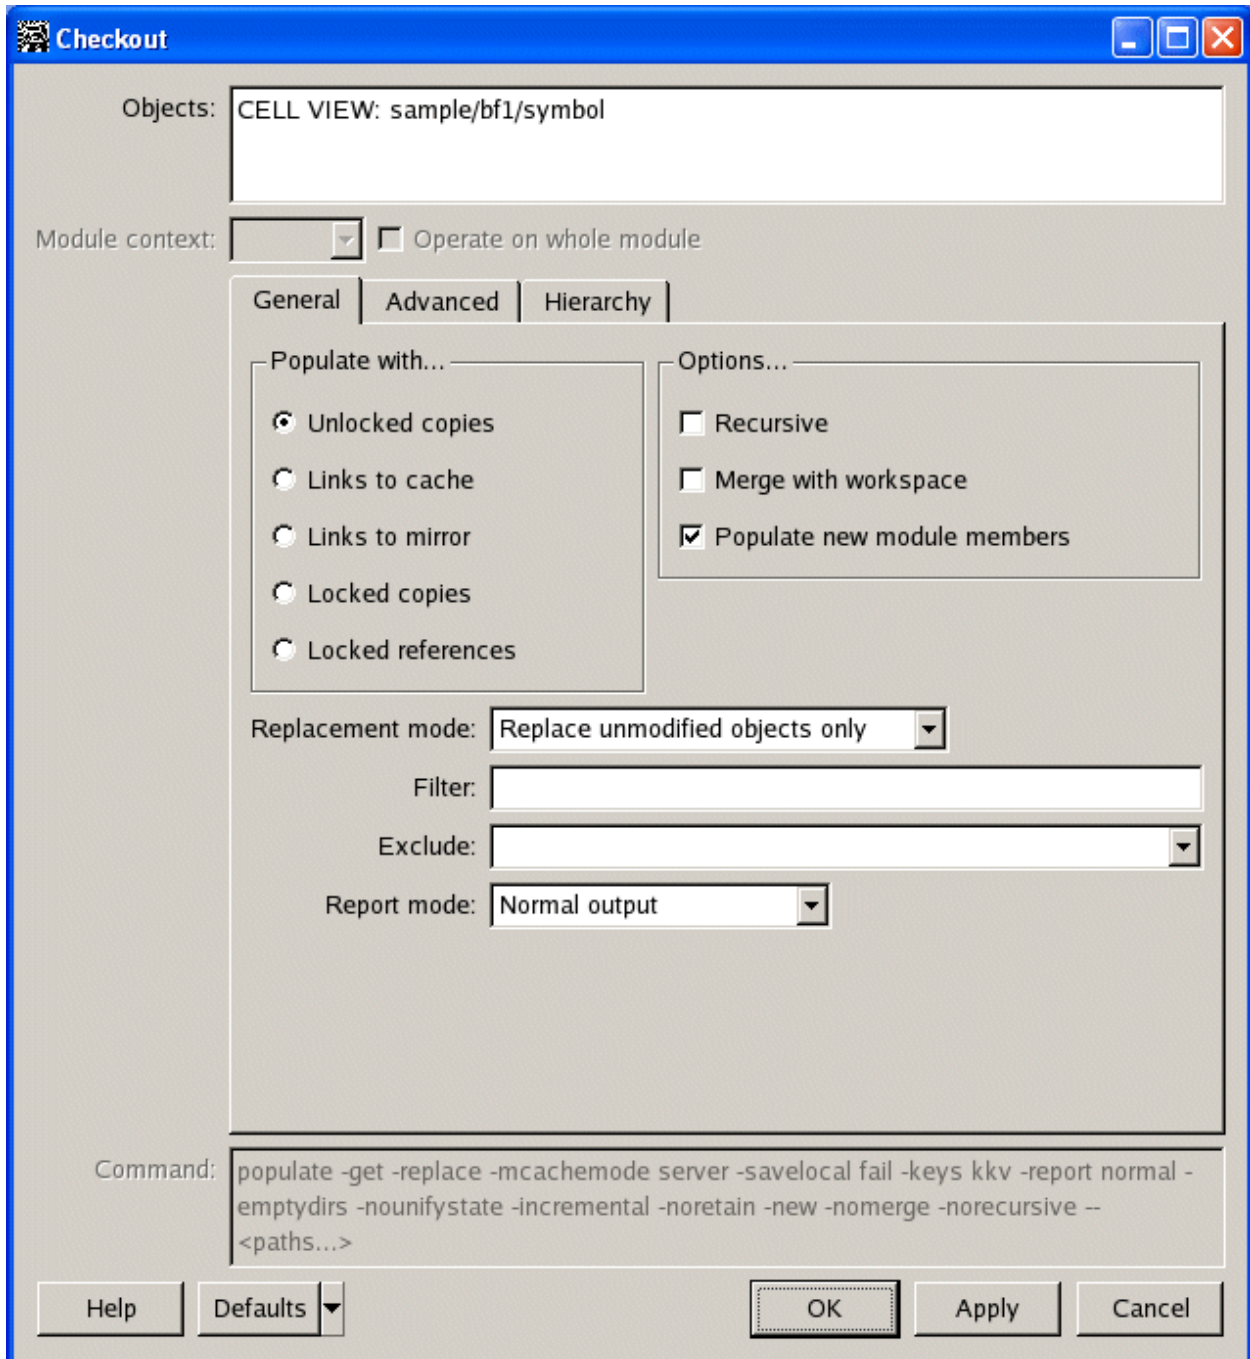 Checkout
Objects: CELL VIEW: sample/bf1/symbol
Module context: Operate on whole module
General Advanced Hierarchy
Populate with... Options...
Unlocked copies Recursive
Links to cache Merge with workspace
Links to mirror Populate new module members
Locked copies
Locked references
Replacement mode: Replace unmodified objects only
Filter:
Exclude:
Report mode: Normal output
Command: populate -get -replace -mcachemode server -savelocal fail -keys kkv -report normal -
emptydirs -nounifystate -incremental -noretain -new -nomerge -norecursive --
<paths...>
Help Defaults OK Apply Cancel